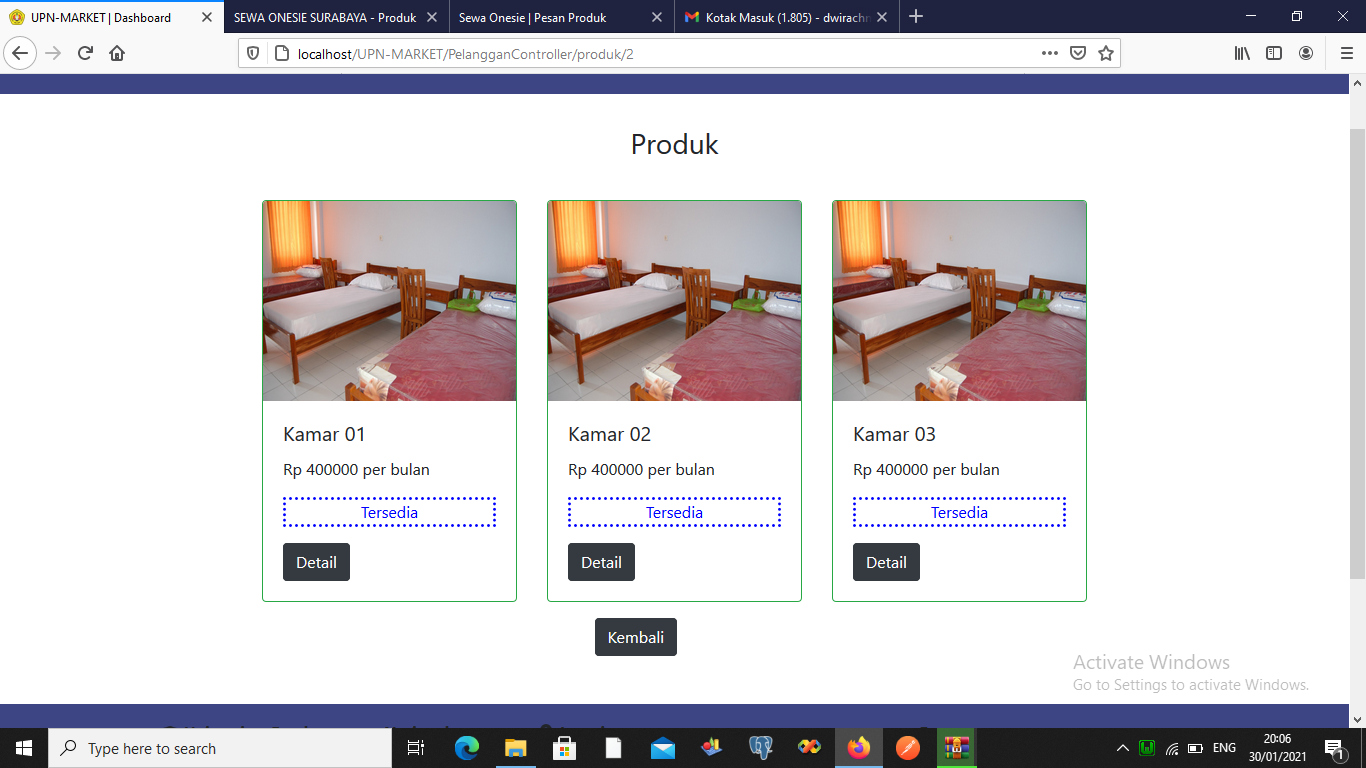 UPN-MARKET | Dashboard
SEWA ONESIE SURABAYA - Produk
Sewa Onesie | Pesan Produk
Kotak Masuk (1.805) - dwirachm
localhost/UPN-MARKET/PelangganController/produk/2
Produk
Kamar 01
Rp 400000 per bulan
Tersedia
Detail
Kamar 02
Rp 400000 per bulan
Tersedia
Detail
Kamar 03
Rp 400000 per bulan
Tersedia
Detail
Kembali
Activate Windows
Go to Settings to activate Windows.
Type here to search
ENG
20:06
30/01/2021
1